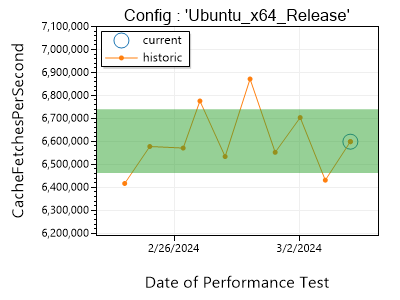 Config : 'Ubuntu_x64_Release'
current
historic
CacheFetchesPerSecond
7,100,000
7,000,000
6,900,000
6,800,000
6,700,000
6,600,000
6,500,000
6,400,000
6,300,000
6,200,000
2/26/2024 3/2/2024
Date of Performance Test